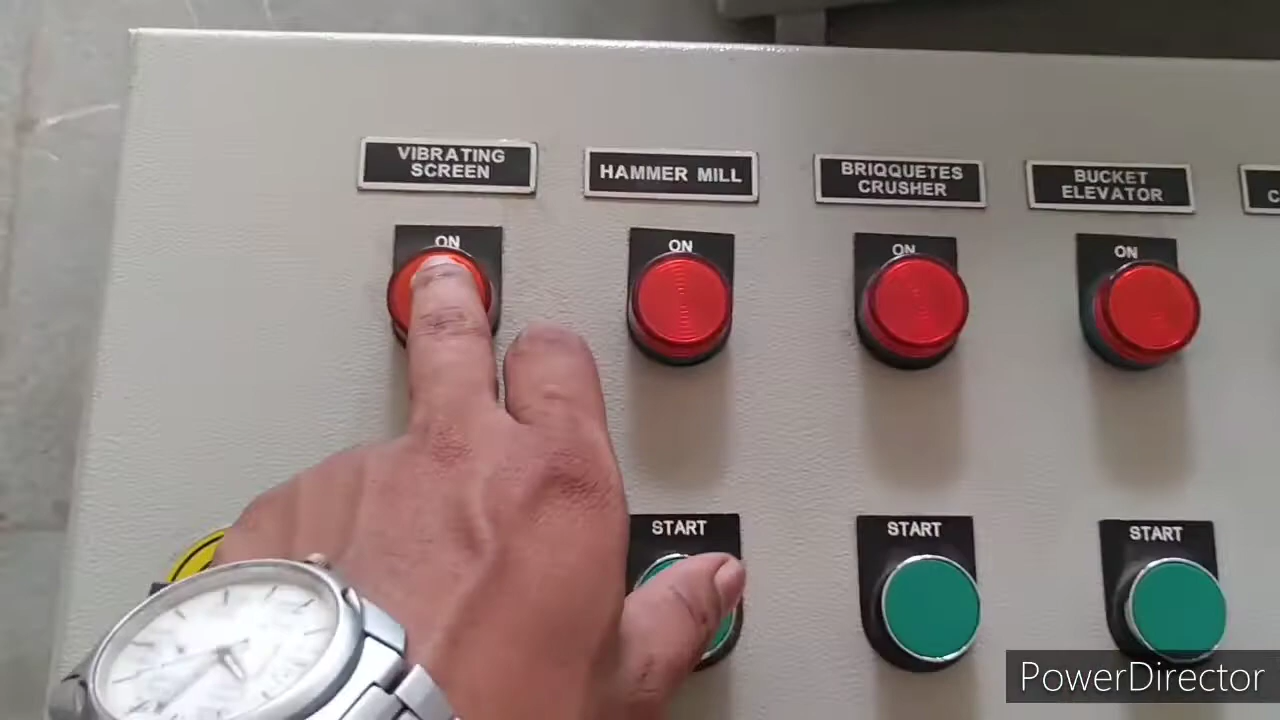 VIBRATING
SCREEN
HAMMER MILL
BRIQQUETES
CRUSHER
BUCKET
ELEVATOR
ON
ON
ON
ON
START
START
START
PowerDirector